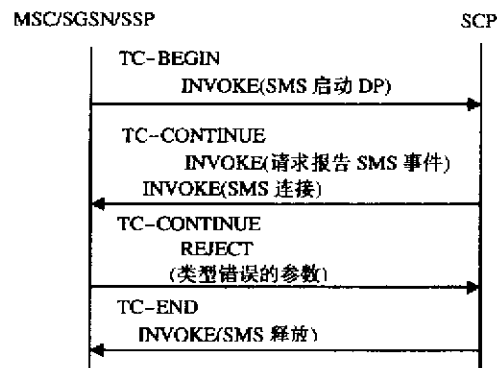 MSC/SGSN/SSP
SCP
TC-BEGIN
INVOKE(SMS 启动 DP)
TC-CONTINUE
INVOKE(请求报告 SMS 事件)
INVOKE(SMS 连接)
TC-CONTINUE
REJECT
(类型错误的参数)
TC-END
INVOKE(SMS 释放)